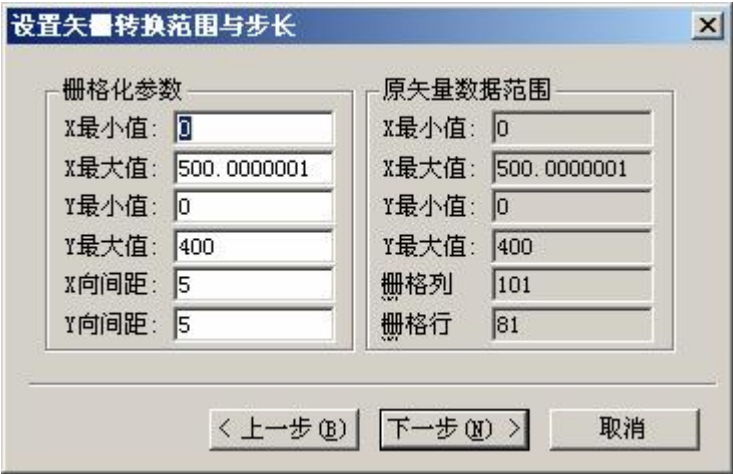 设置矢量转换范围与步长
栅格化参数
X最小值: 0
X最大值: 500.0000001
Y最小值: 0
Y最大值: 400
X向间距: 5
Y向间距: 5
原矢量数据范围
X最小值: 0
X最大值: 500.0000001
Y最小值: 0
Y最大值: 400
栅格列 101
栅格行 81
< 上一步(B)
下一步(N) >
取消